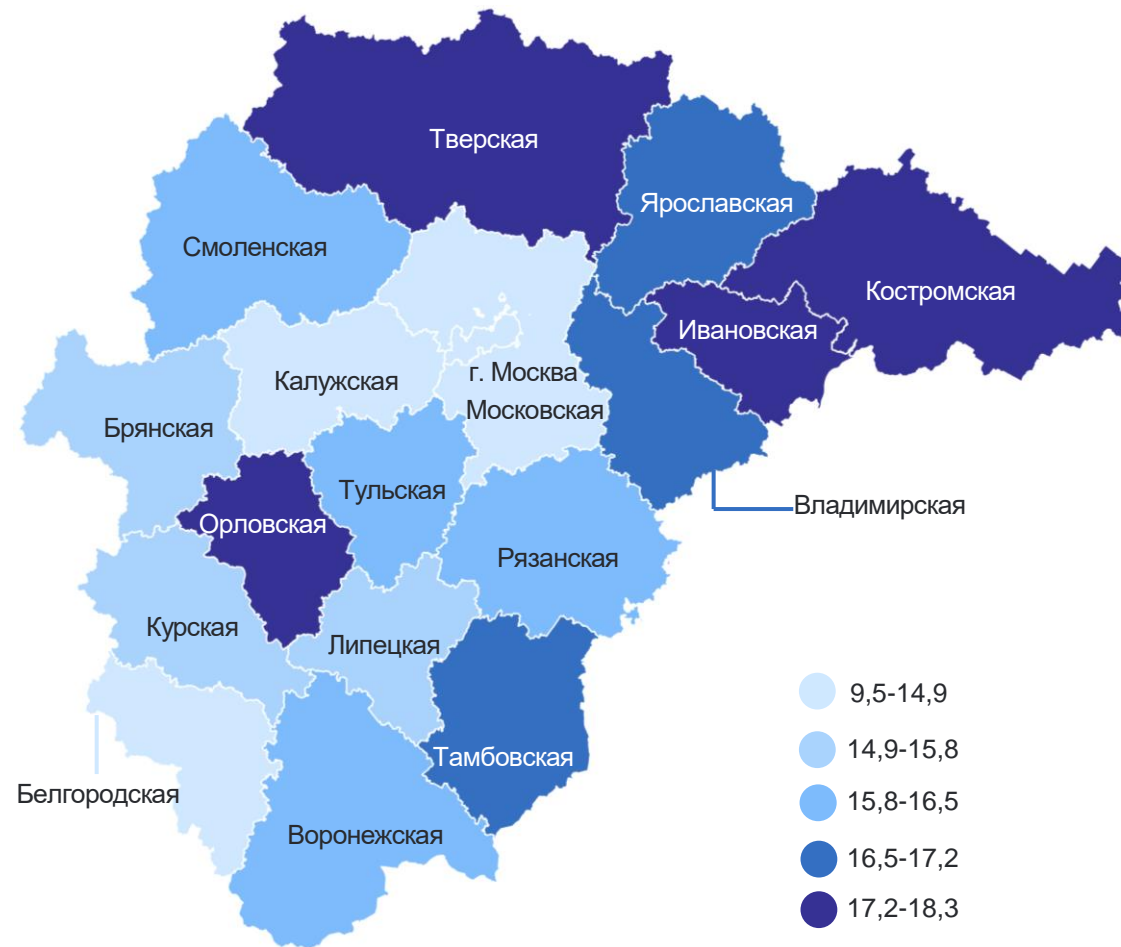 Тверская
Ярославская
Смоленская
Костромская
Ивановская
Калужская
г. Москва
Московская
Брянская
Тульская
Владимирская
Орловская
Рязанская
Курская
Липецкая
Тамбовская
Белгородская
Воронежская
9,5-14,9
14,9-15,8
15,8-16,5
16,5-17,2
17,2-18,3